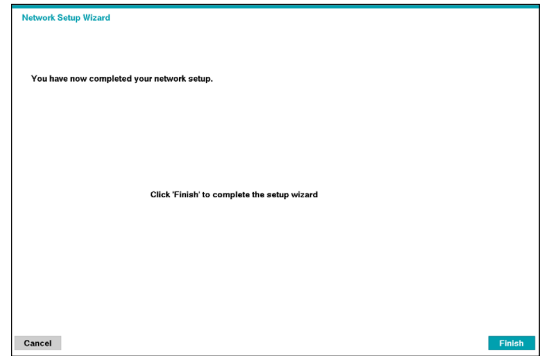 Network Setup Wizard
You have now completed your network setup.
Click 'Finish' to complete the setup wizard
Cancel
Finish